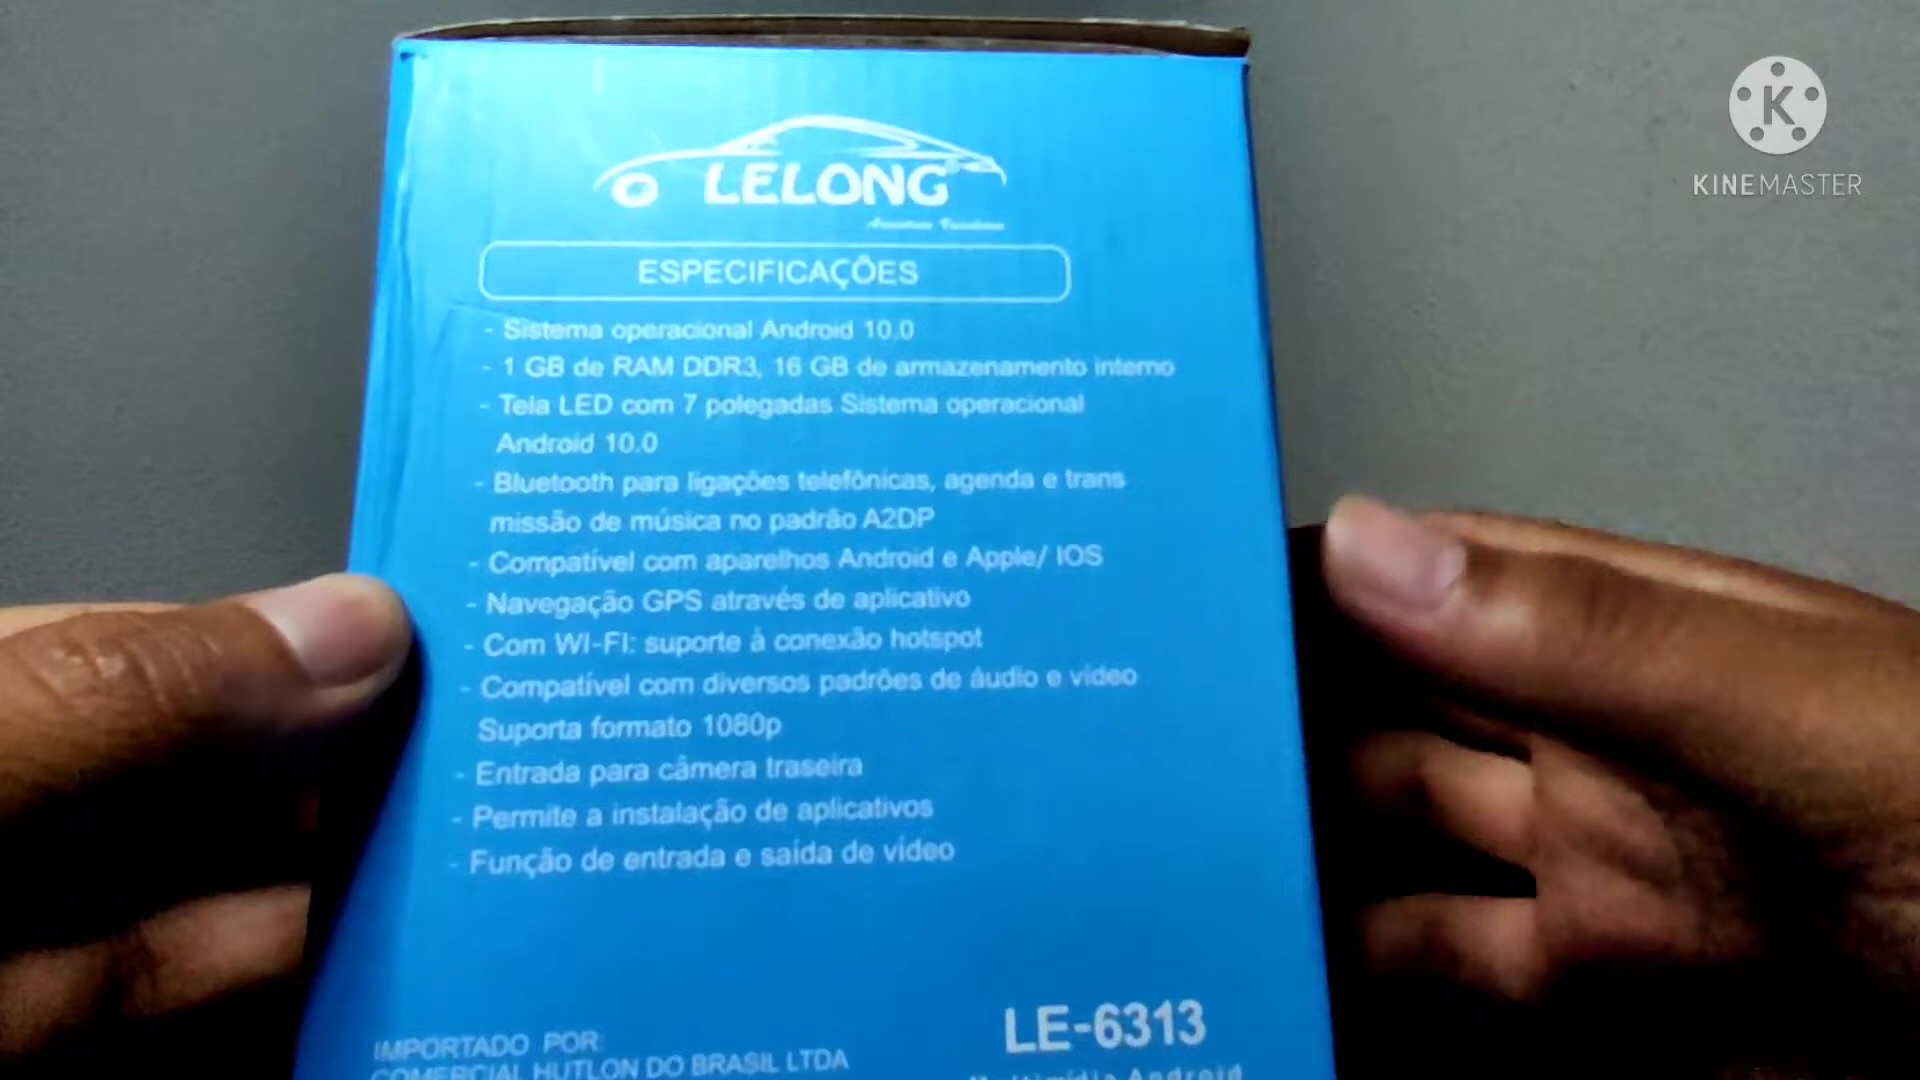 LELONG
ESPECIFICAÇÕES
- Sistema operacional Android 10.0
- 1 GB de RAM DDR3, 16 GB de armazenamento interno
- Tela LED com 7 polegadas Sistema operacional
Android 10.0
- Bluetooth para ligações telefônicas, agenda e trans
missão de música no padrão A2DP
- Compatível com aparelhos Android e Apple/ IOS
- Navegação GPS através de aplicativo
- Com WI-FI: suporte à conexão hotspot
- Compatível com diversos padrões de áudio e vídeo
Suporta formato 1080p
- Entrada para câmera traseira
- Permite a instalação de aplicativos
- Função de entrada e saída de vídeo
LE-6313
Multimídia Android
IMPORTADO POR:
COMERCIAL HUTLON DO BRASIL LTDA
K
KINEMASTER